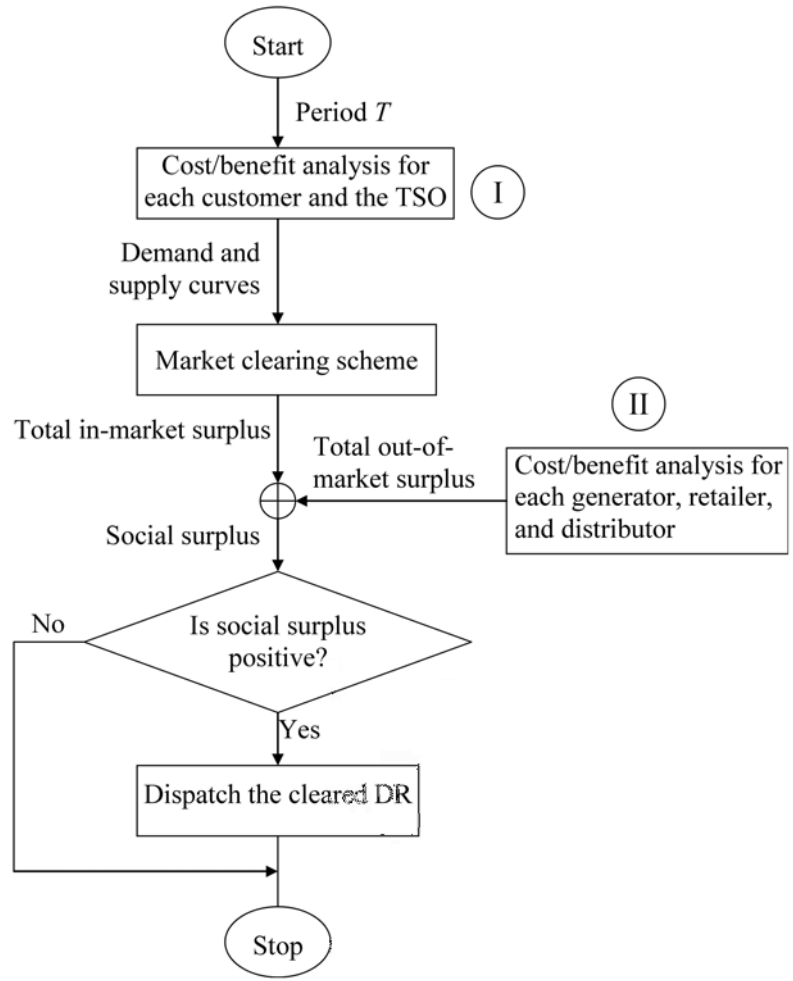 Start
Period T
Cost/benefit analysis for
each customer and the TSO
I
Demand and
supply curves
Market clearing scheme
II
Total in-market surplus
Total out-of-
market surplus
Cost/benefit analysis for
each generator, retailer,
and distributor
Social surplus
No
Is social surplus
positive?
Yes
Dispatch the cleared DR
Stop